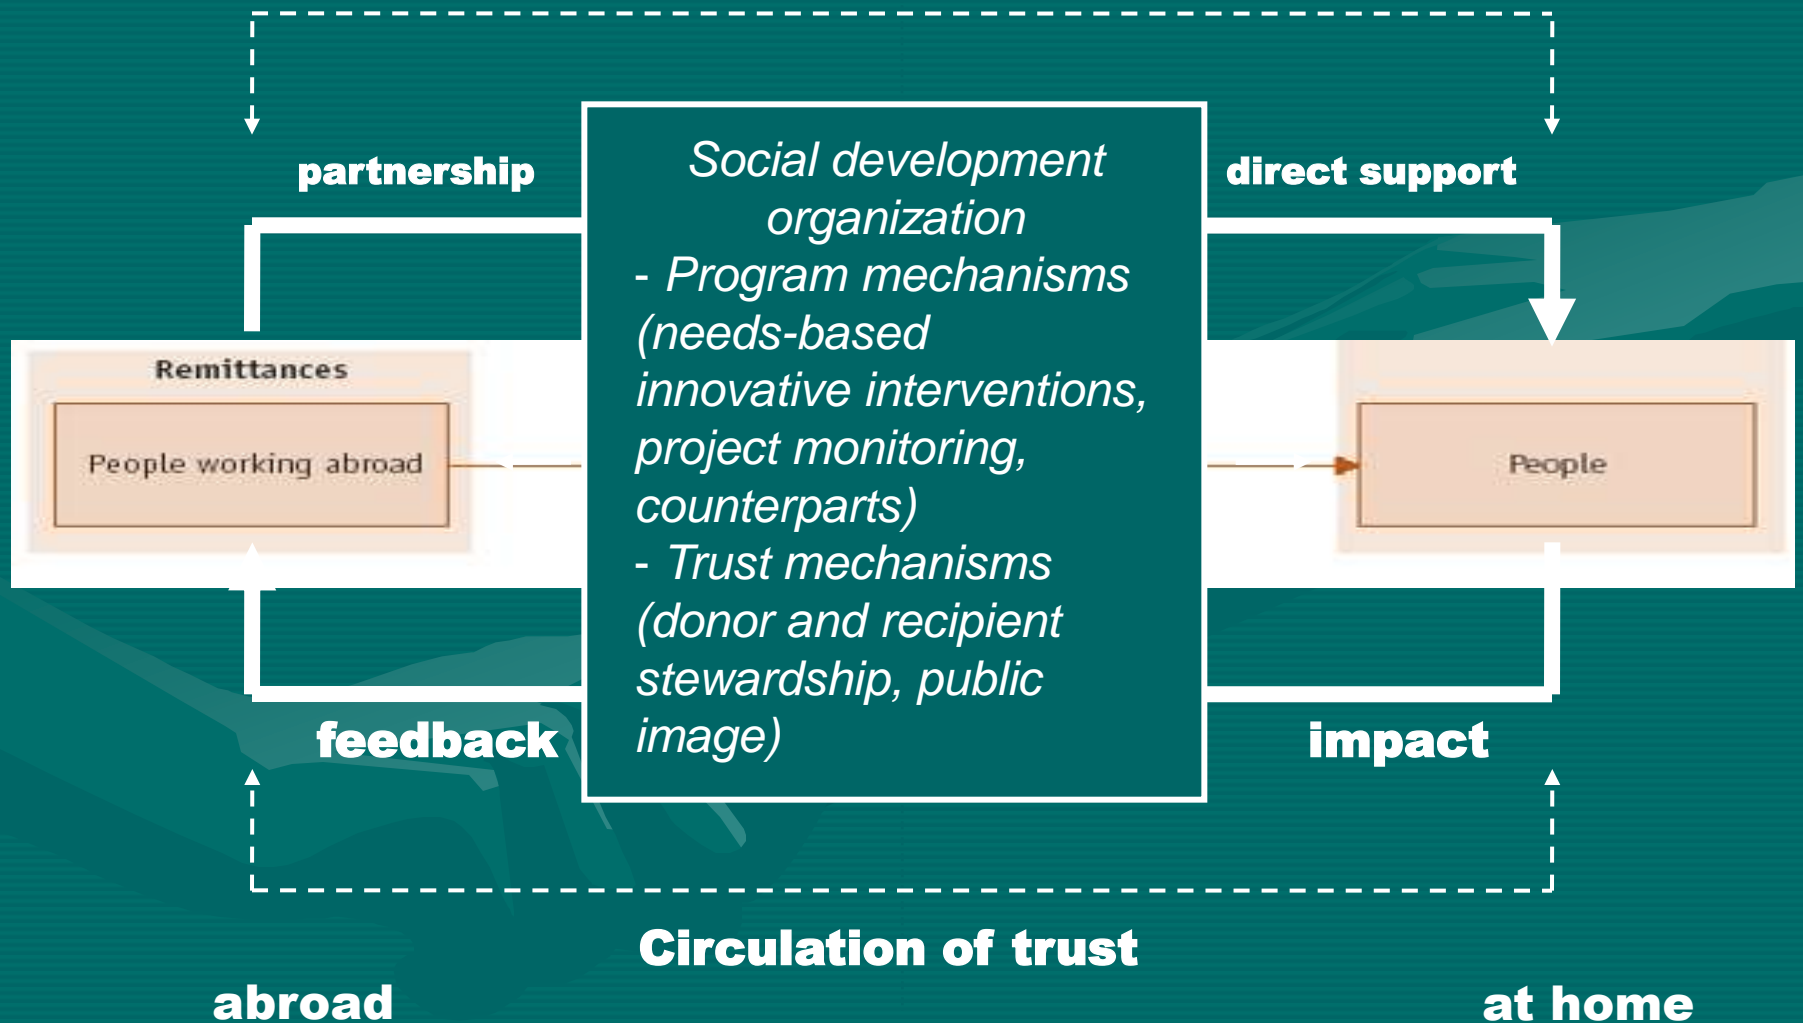 partnership
direct support
Social development
organization
- Program mechanisms
(needs-based
innovative interventions,
project monitoring,
counterparts)
- Trust mechanisms
(donor and recipient
stewardship, public
image)
Remittances
People working abroad
People
feedback
impact
Circulation of trust
abroad
at home